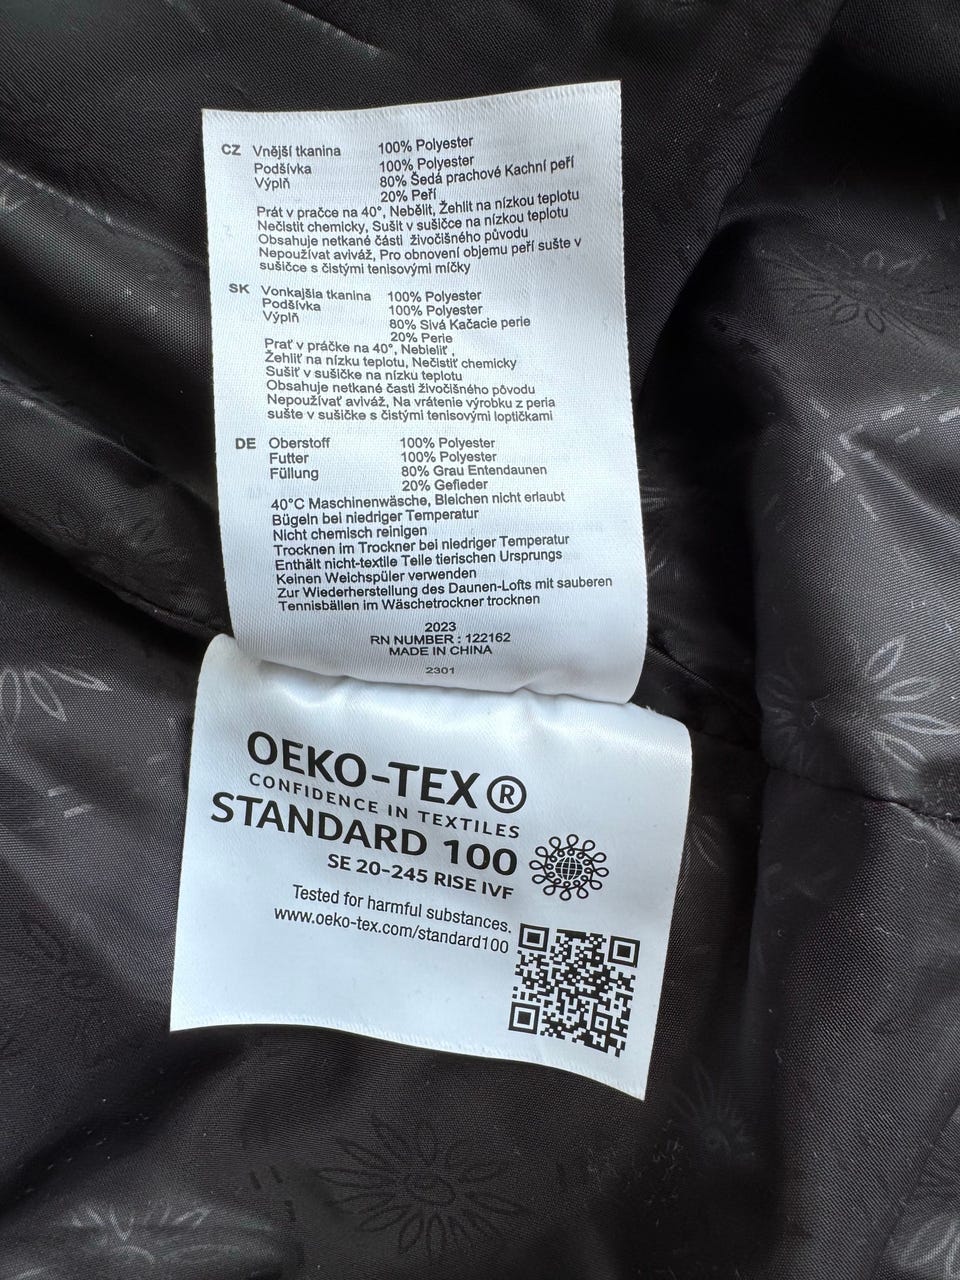 CZ Vnější tkanina 100% Polyester
Podšívka 100% Polyester
Výplň 80% Šedá prachové Kachní peří
20% Peří
Prát v pračce na 40°, Nebělit, Žehlit na nízkou teplotu
Nečistit chemicky, Sušit v sušičce na nízkou teplotu
Obsahuje netkané části živočišného původu
Nepoužívat aviváž, Pro obnovení objemu peří sušte v
sušičce s čistými tenisovými míčky
SK Vonkajšia tkanina 100% Polyester
Podšívka 100% Polyester
Výplň 80% Sivá Kačacie perie
20% Perie
Prať v práčke na 40°, Nebieliť,
Žehliť na nízku teplotu, Nečistiť chemicky
Sušiť v sušičke na nízku teplotu
Obsahuje netkané časti živočišného pôvodu
Nepoužívať aviváž, Na vrátenie výrobku z peria
sušte v sušičke s čistými tenisovými loptičkami
DE Oberstoff 100% Polyester
Futter 100% Polyester
Füllung 80% Grau Entendaunen
20% Gefieder
40°C Maschinenwäsche, Bleichen nicht erlaubt
Bügeln bei niedriger Temperatur
Nicht chemisch reinigen
Trocknen im Trockner bei niedriger Temperatur
Enthält nicht-textile Teile tierischen Ursprungs
Keinen Weichspüler verwenden
Zur Wiederherstellung des Daunen-Lofts mit sauberen
Tennisbällen im Wäschetrockner trocknen
2023
RN NUMBER : 122162
MADE IN CHINA
2301
OEKO-TEX®
CONFIDENCE IN TEXTILES
STANDARD 100
SE 20-245 RISE IVF
Tested for harmful substances.
www.oeko-tex.com/standard100